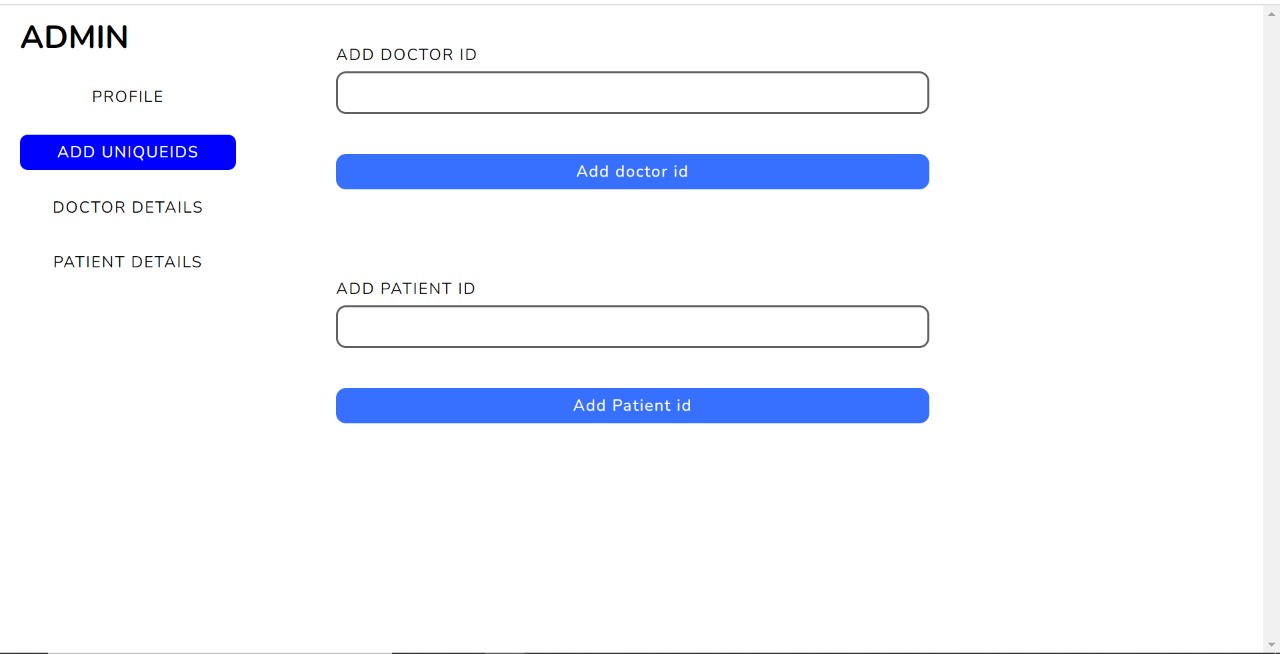 ADMIN
PROFILE
ADD UNIQUEIDS
DOCTOR DETAILS
PATIENT DETAILS
ADD DOCTOR ID
Add doctor id
ADD PATIENT ID
Add Patient id